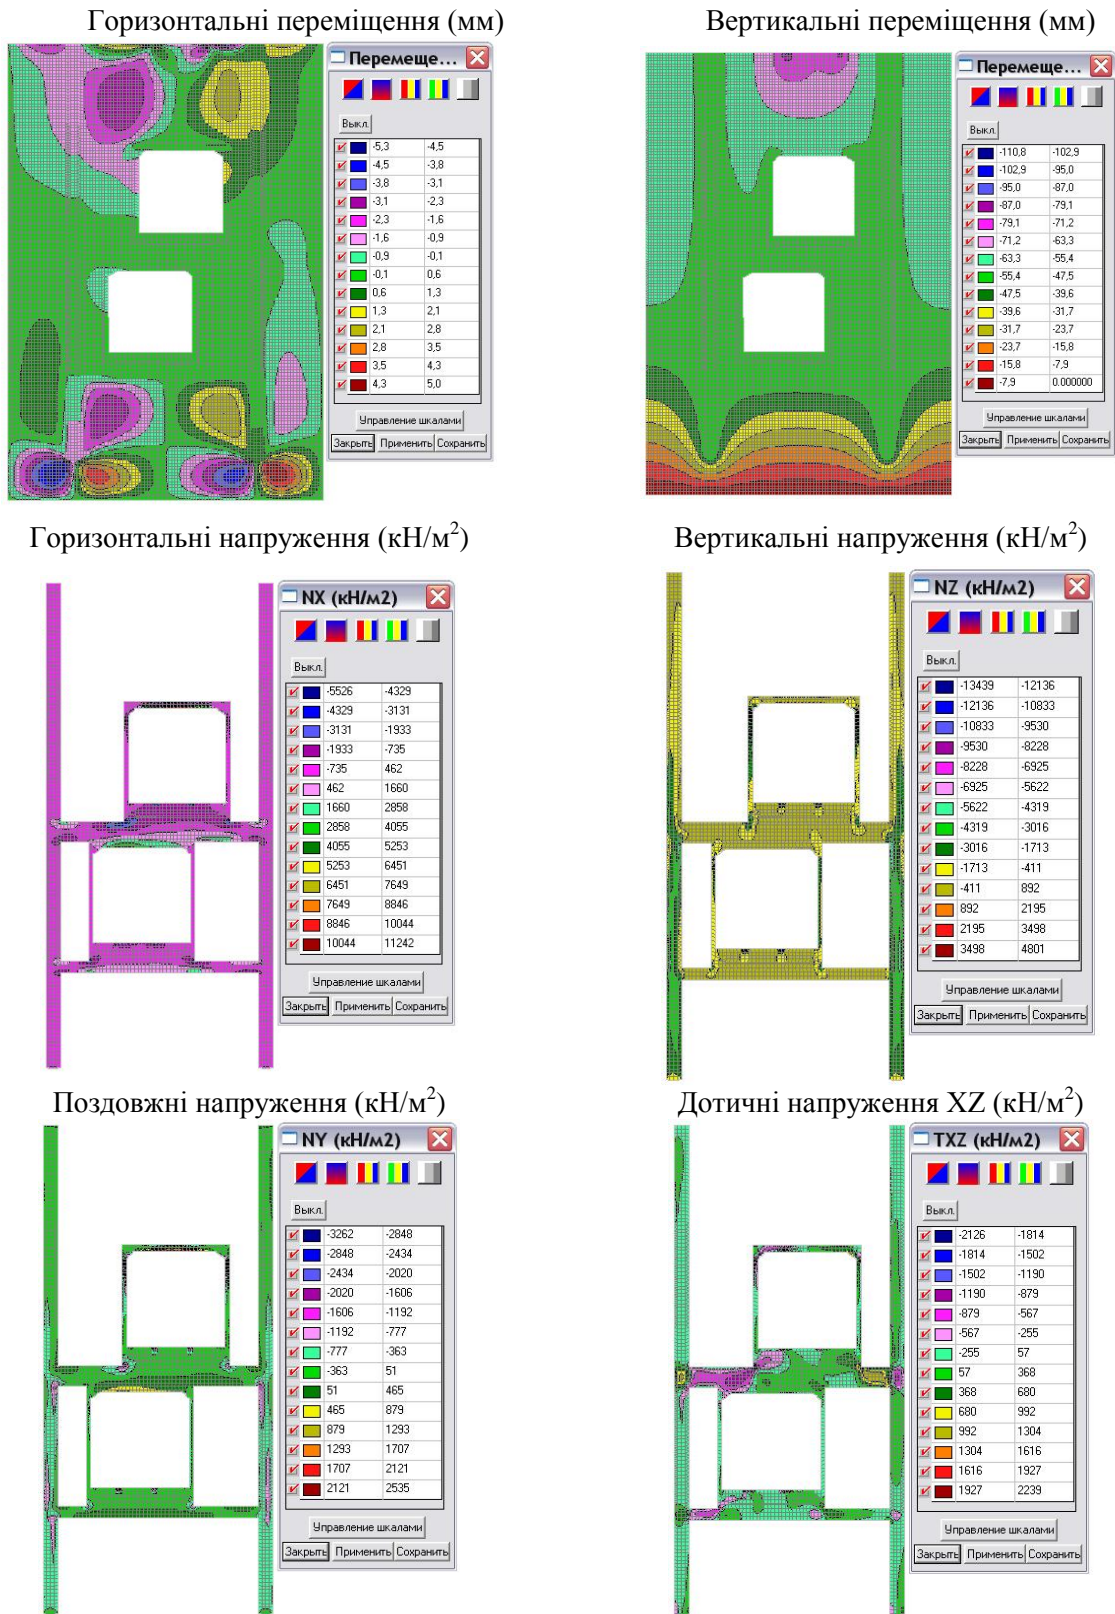 Горизонтальні переміщення (мм)
Перемеще...
Выкл.
-5,3 -4,5
-4,5 -3,8
-3,8 -3,1
-3,1 -2,3
-2,3 -1,6
-1,6 -0,9
-0,9 -0,1
-0,1 0,6
0,6 1,3
1,3 2,1
2,1 2,8
2,8 3,5
3,5 4,3
4,3 5,0
Управление шкалами
Закрыть Применить Сохранить
Вертикальні переміщення (мм)
Перемеще...
Выкл.
-110,8 -102,9
-102,9 -95,0
-95,0 -87,0
-87,0 -79,1
-79,1 -71,2
-71,2 -63,3
-63,3 -55,4
-55,4 -47,5
-47,5 -39,6
-39,6 -31,7
-31,7 -23,7
-23,7 -15,8
-15,8 -7,9
-7,9 0.000000
Управление шкалами
Закрыть Применить Сохранить
Горизонтальні напруження (кН/м²)
NX (кН/м2)
Выкл.
-5526 -4329
-4329 -3131
-3131 -1933
-1933 -735
-735 462
462 1660
1660 2858
2858 4055
4055 5253
5253 6451
6451 7649
7649 8846
8846 10044
10044 11242
Управление шкалами
Закрыть Применить Сохранить
Вертикальні напруження (кН/м²)
NZ (кН/м2)
Выкл.
-13439 -12136
-12136 -10833
-10833 -9530
-9530 -8228
-8228 -6925
-6925 -5622
-5622 -4319
-4319 -3016
-3016 -1713
-1713 -411
-411 892
892 2195
2195 3498
3498 4801
Управление шкалами
Закрыть Применить Сохранить
Поздовжні напруження (кН/м²)
NY (кН/м2)
Выкл.
-3262 -2848
-2848 -2434
-2434 -2020
-2020 -1606
-1606 -1192
-1192 -777
-777 -363
-363 51
51 465
465 879
879 1293
1293 1707
1707 2121
2121 2535
Управление шкалами
Закрыть Применить Сохранить
Дотичні напруження XZ (кН/м²)
TXZ (кН/м2)
Выкл.
-2126 -1814
-1814 -1502
-1502 -1190
-1190 -879
-879 -567
-567 -255
-255 57
57 368
368 680
680 992
992 1304
1304 1616
1616 1927
1927 2239
Управление шкалами
Закрыть Применить Сохранить